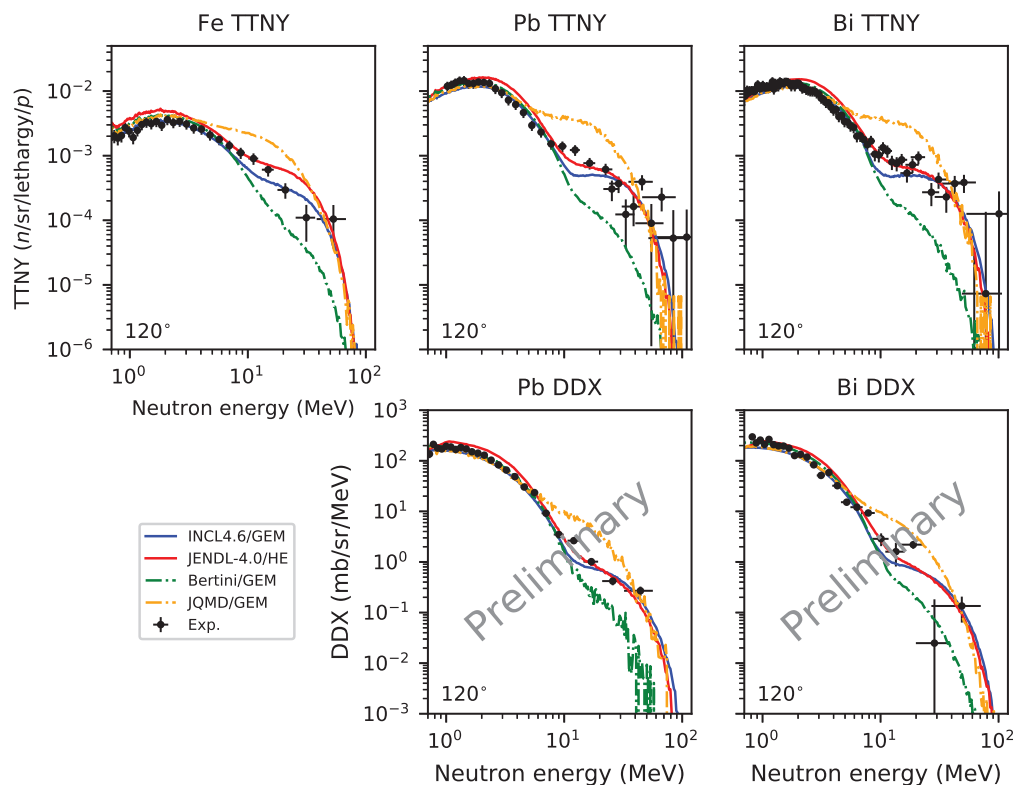 Fe TTNY
Pb TTNY
Bi TTNY
TTNY (n/sr/lethargy/p)
10⁻²
10⁻³
10⁻⁴
10⁻⁵
10⁻⁶
120°
120°
120°
10⁰ 10¹ 10²
Neutron energy (MeV)
Pb DDX
Bi DDX
DDX (mb/sr/MeV)
10³
10²
10¹
10⁰
10⁻¹
10⁻²
10⁻³
Preliminary
Preliminary
120°
120°
10⁰ 10¹ 10²
10⁰ 10¹ 10²
Neutron energy (MeV)
Neutron energy (MeV)
INCL4.6/GEM
JENDL-4.0/HE
Bertini/GEM
JQMD/GEM
Exp.